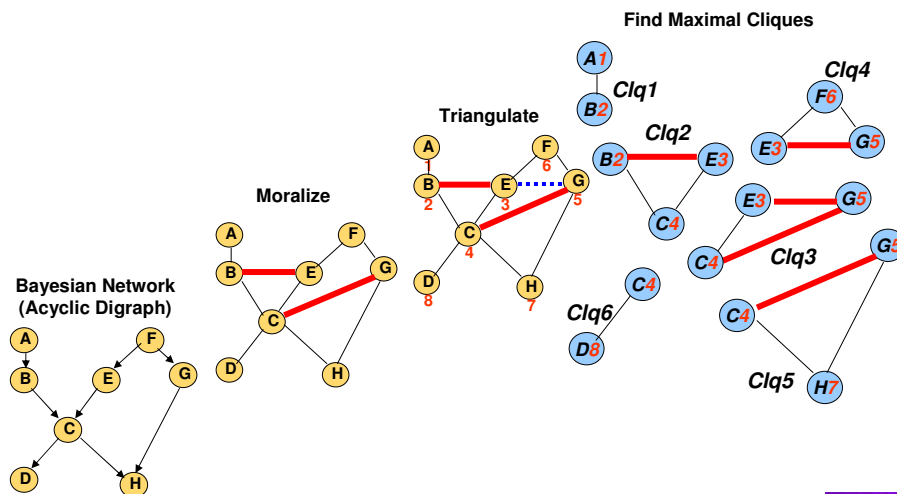 Find Maximal Cliques
A1
Clq1
B2
Clq4
F6
E3
G5
Triangulate
A
1
F
6
B
2
E
3
G
5
C
4
D
8
H
7
Clq2
B2
E3
C4
E3
G5
C4
Clq3
G5
C4
Clq5
H7
C4
Clq6
D8
Moralize
A
F
B
E
G
C
D
H
Bayesian Network
(Acyclic Digraph)
A
F
B
E
G
C
D
H